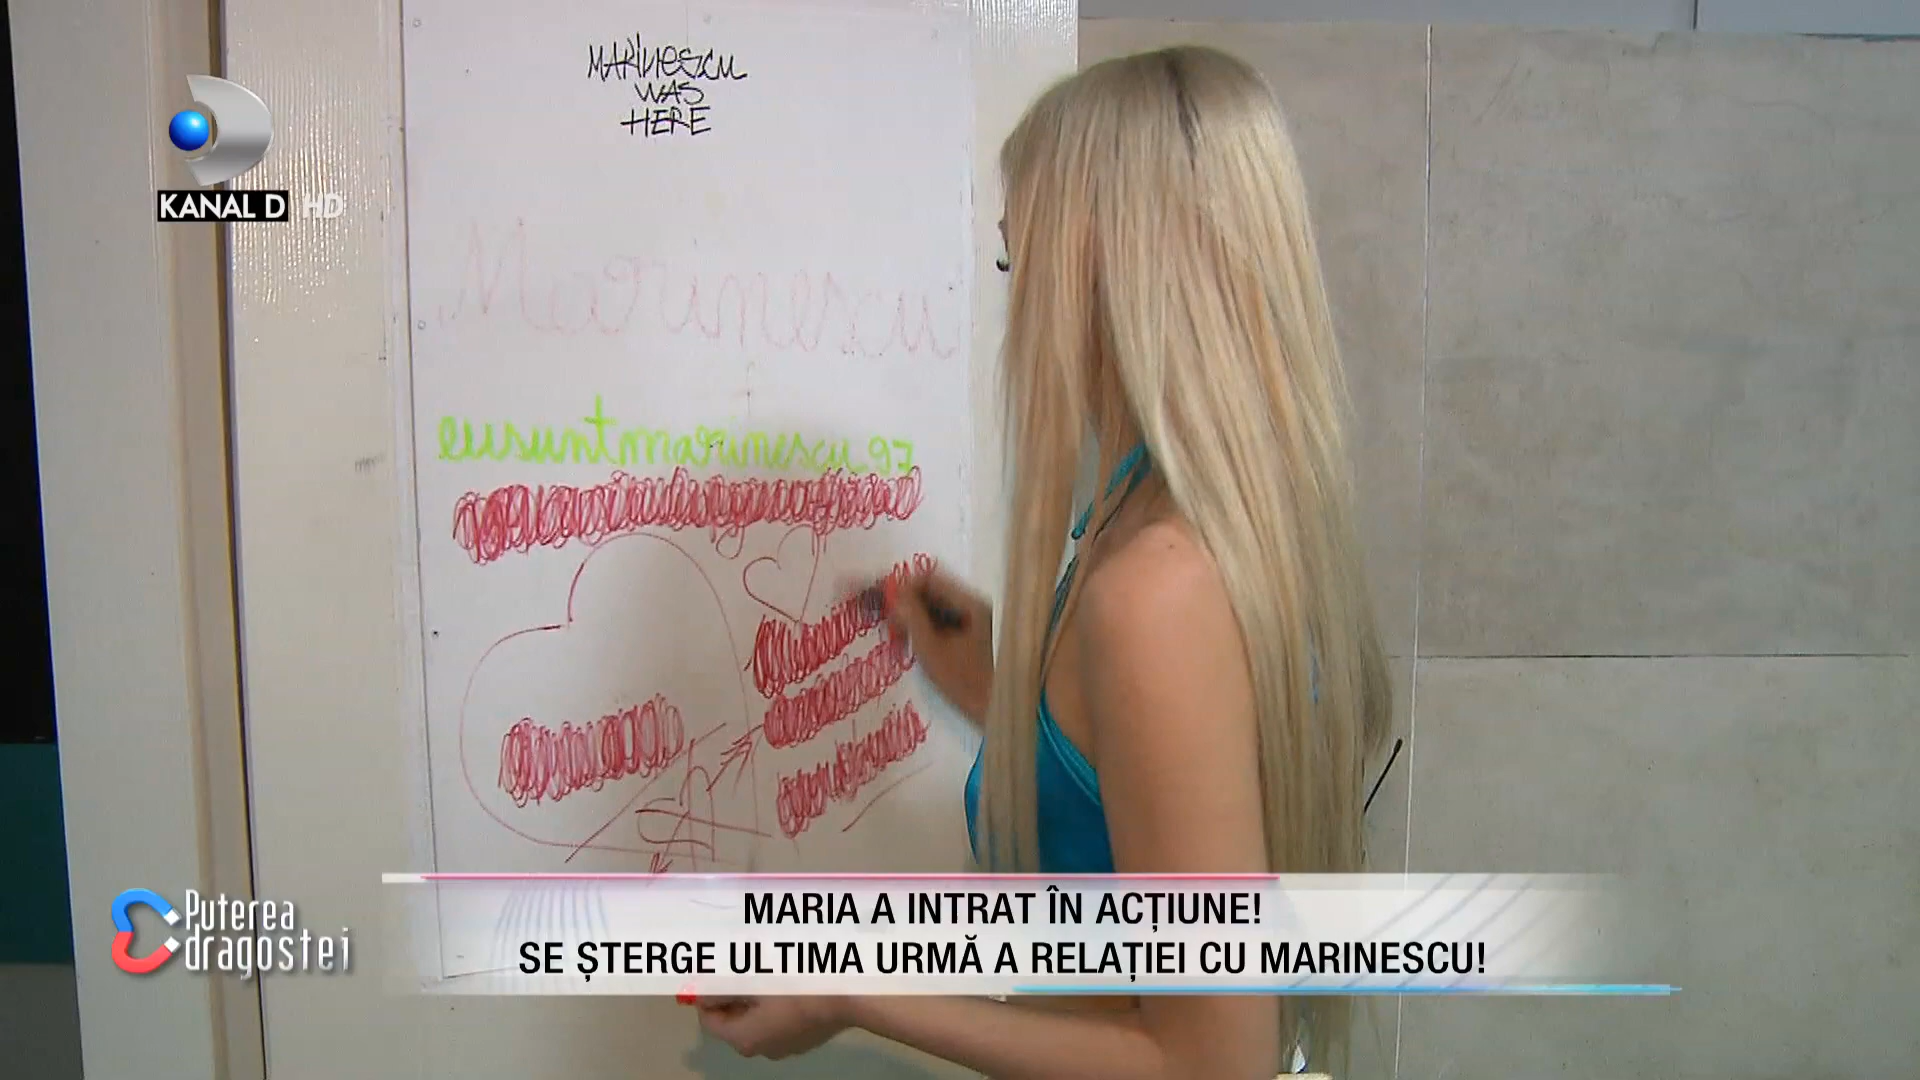 MARINESCU
WAS
HERE
KANAL D HD
Marinescu
eusuntmarinescu97
Puterea
dragostei
MARIA A INTRAT ÎN ACȚIUNE!
SE ȘTERGE ULTIMA URMĂ A RELAȚIEI CU MARINESCU!